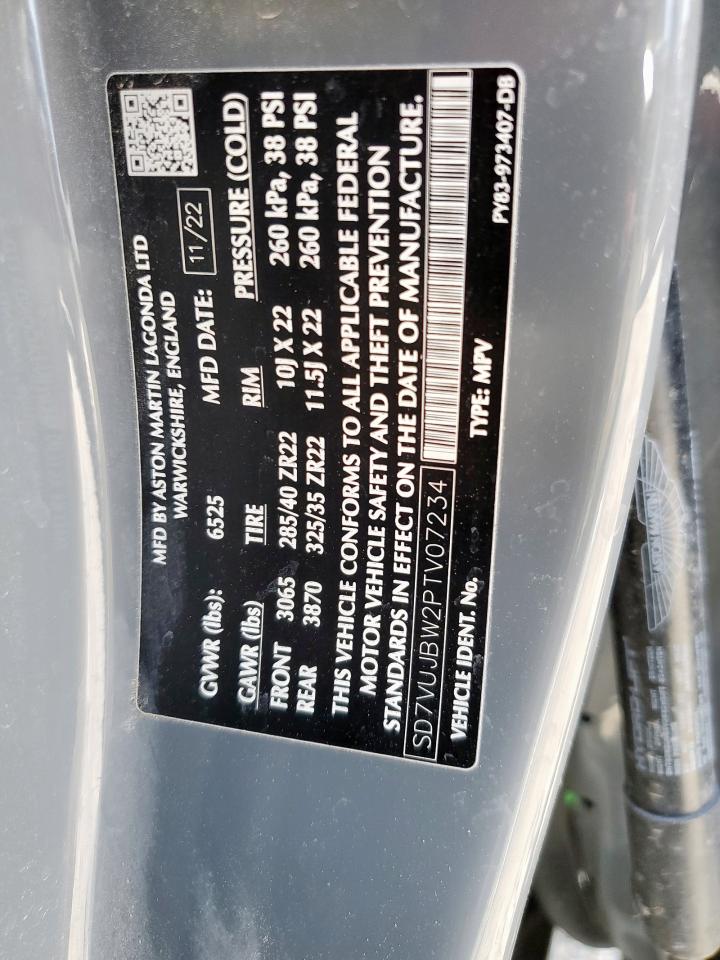 MFD BY ASTON MARTIN LAGONDA LTD
WARWICKSHIRE, ENGLAND
GVWR (lbs): 6525 MFD DATE: 11/22
GAWR (lbs) TIRE RIM PRESSURE (COLD)
FRONT 3065 285/40 ZR22 10J X 22 260 kPa, 38 PSI
REAR 3870 325/35 ZR22 11.5J X 22 260 kPa, 38 PSI
THIS VEHICLE CONFORMS TO ALL APPLICABLE FEDERAL
MOTOR VEHICLE SAFETY AND THEFT PREVENTION
STANDARDS IN EFFECT ON THE DATE OF MANUFACTURE.
SD7VUJBW2PTV07234
VEHICLE IDENT. No. TYPE: MPV
PY83-973407-DB
ASTON MARTIN